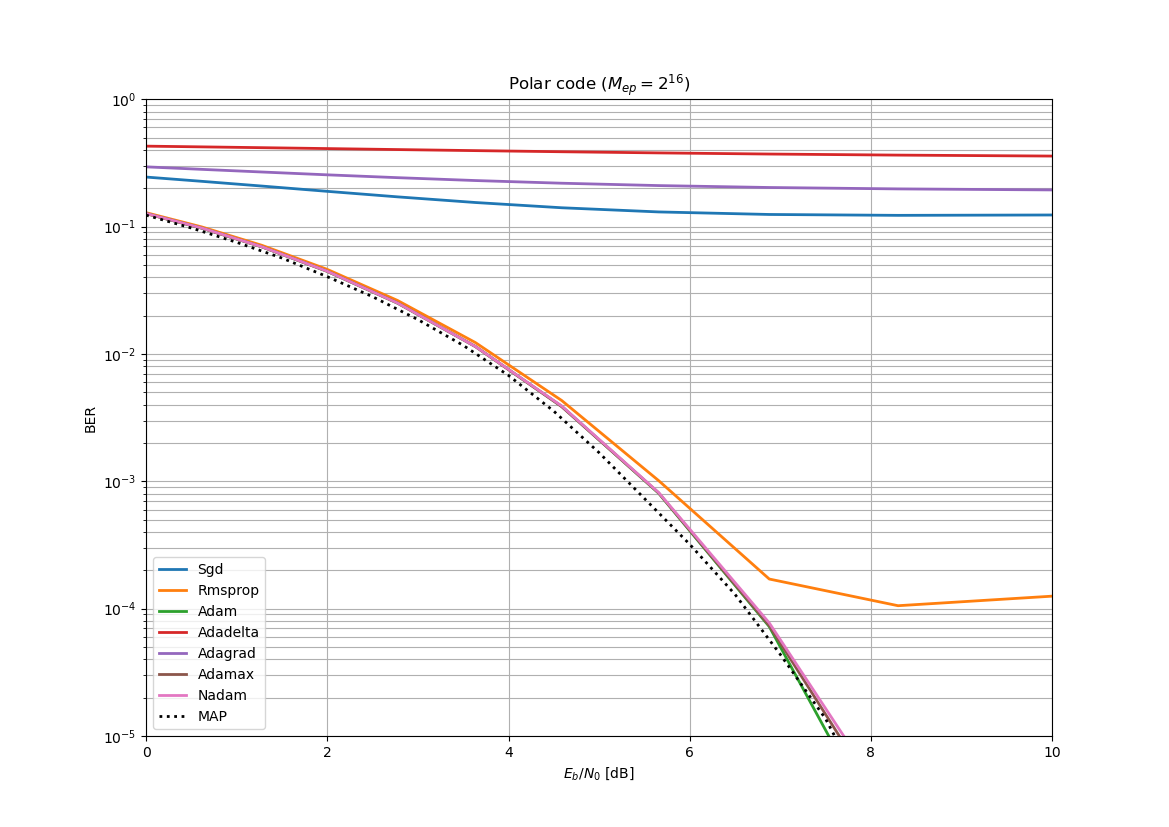 Polar code (M_ep = 2^16)
10^0
10^-1
10^-2
10^-3
10^-4
10^-5
BER
Sgd
Rmsprop
Adam
Adadelta
Adagrad
Adamax
Nadam
MAP
0 2 4 6 8 10
E_b/N_0 [dB]